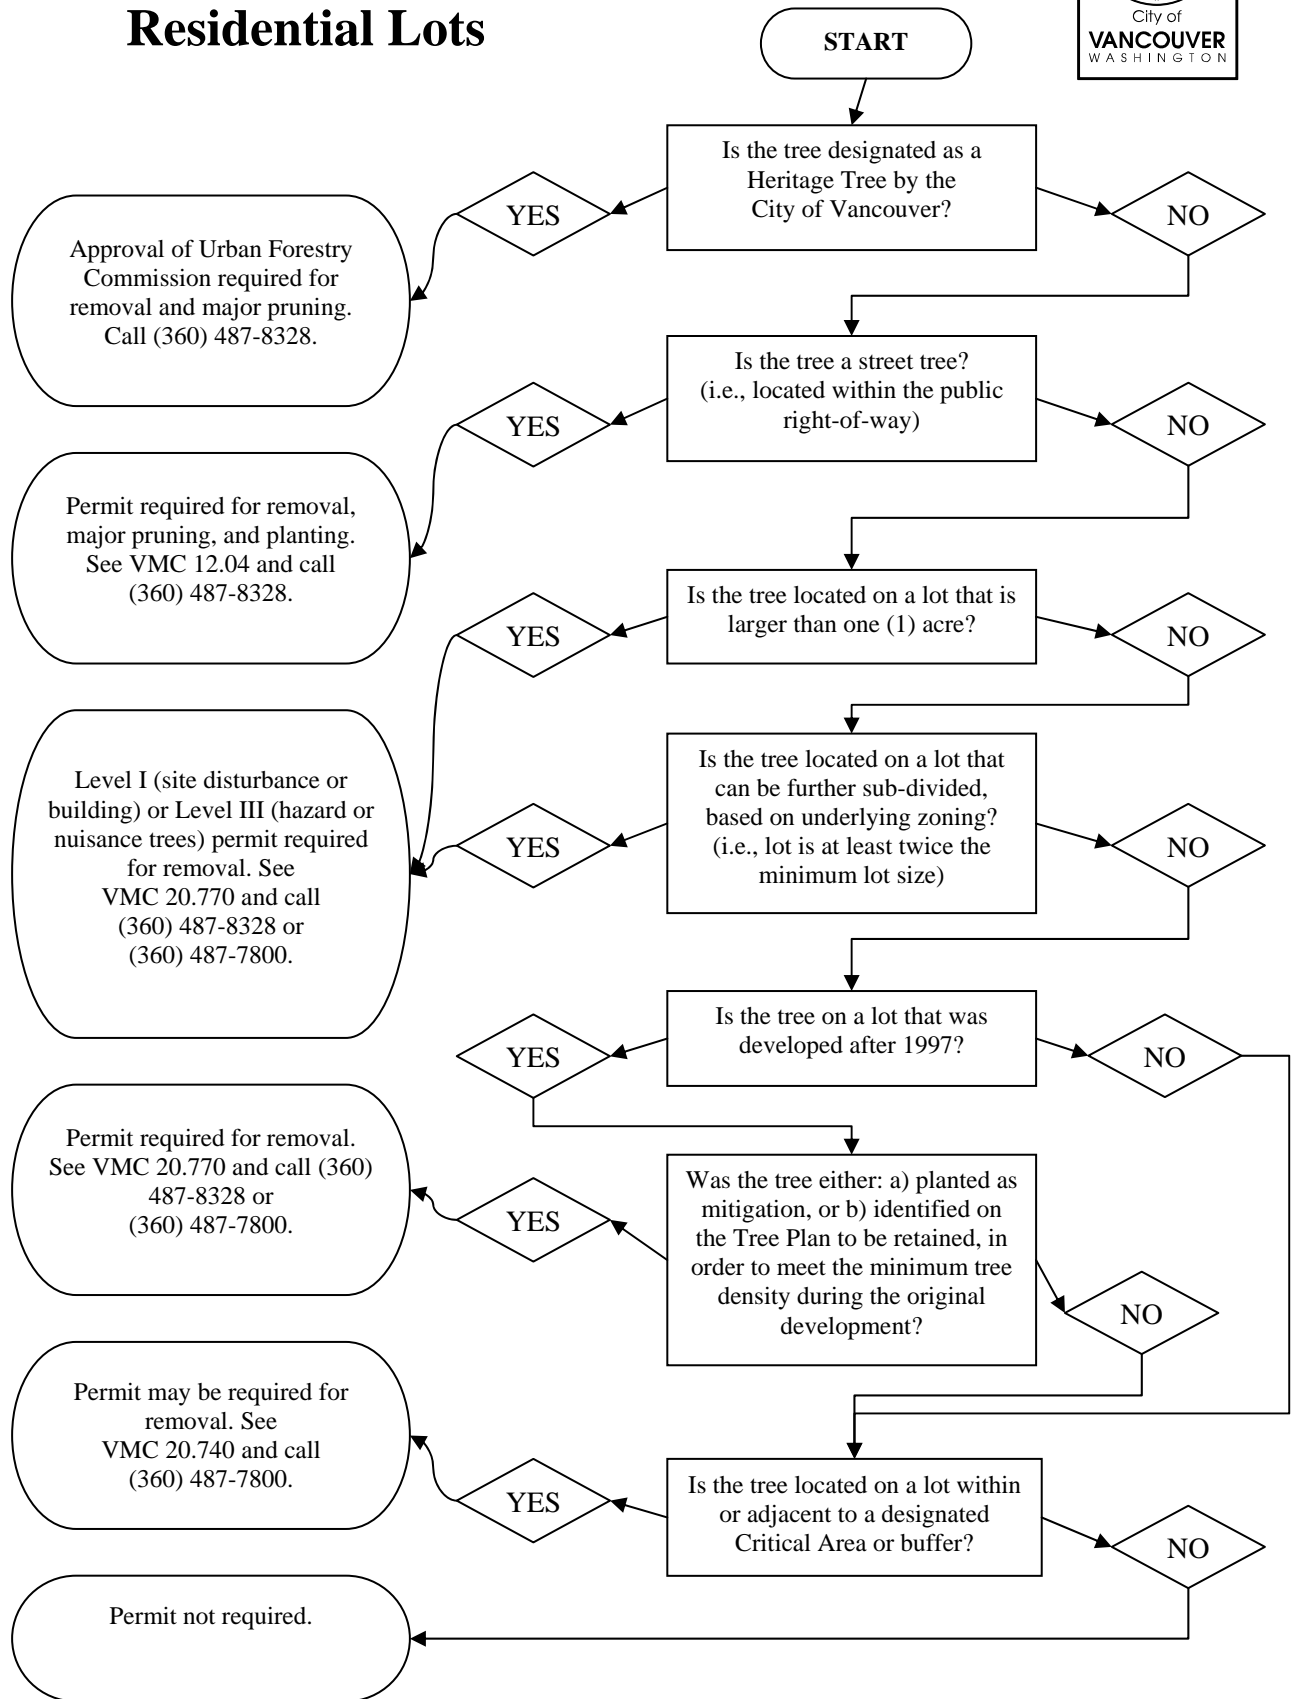 Residential Lots
City of
VANCOUVER
WASHINGTON
START
Is the tree designated as a
Heritage Tree by the
City of Vancouver?
YES
NO
Approval of Urban Forestry
Commission required for
removal and major pruning.
Call (360) 487-8328.
Is the tree a street tree?
(i.e., located within the public
right-of-way)
YES
NO
Permit required for removal,
major pruning, and planting.
See VMC 12.04 and call
(360) 487-8328.
Is the tree located on a lot that is
larger than one (1) acre?
YES
NO
Level I (site disturbance or
building) or Level III (hazard or
nuisance trees) permit required
for removal. See
VMC 20.770 and call
(360) 487-8328 or
(360) 487-7800.
Is the tree located on a lot that
can be further sub-divided,
based on underlying zoning?
(i.e., lot is at least twice the
minimum lot size)
YES
NO
Is the tree on a lot that was
developed after 1997?
YES
NO
Permit required for removal.
See VMC 20.770 and call (360)
487-8328 or
(360) 487-7800.
Was the tree either: a) planted as
mitigation, or b) identified on
the Tree Plan to be retained, in
order to meet the minimum tree
density during the original
development?
YES
NO
Permit may be required for
removal. See
VMC 20.740 and call
(360) 487-7800.
Is the tree located on a lot within
or adjacent to a designated
Critical Area or buffer?
YES
NO
Permit not required.